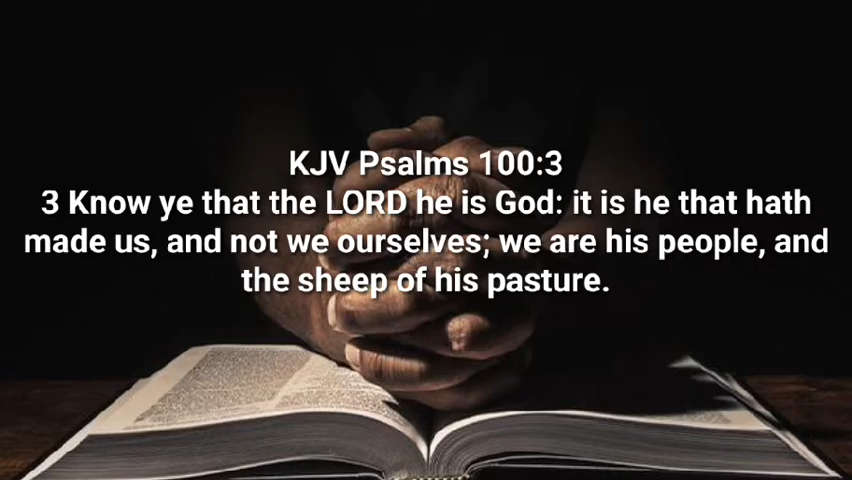 KJV Psalms 100:3
3 Know ye that the LORD he is God: it is he that hath
made us, and not we ourselves; we are his people, and
the sheep of his pasture.